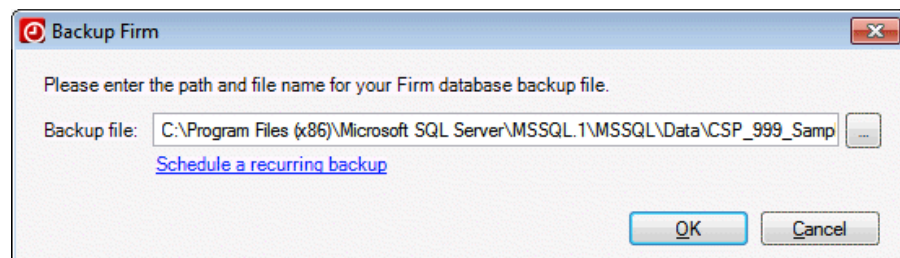 Backup Firm
Please enter the path and file name for your Firm database backup file.
Backup file: C:\Program Files (x86)\Microsoft SQL Server\MSSQL.1\MSSQL\Data\CSP_999_Samp ...
Schedule a recurring backup
OK Cancel